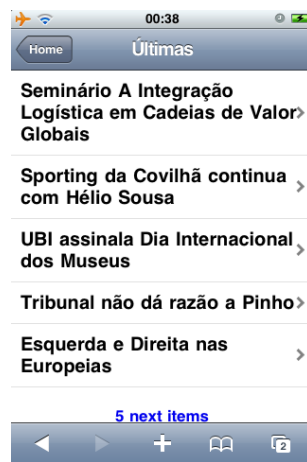 00:38
Home
Últimas
Seminário A Integração
Logística em Cadeias de Valor
Globais
Sporting da Covilhã continua
com Hélio Sousa
UBI assinala Dia Internacional
dos Museus
Tribunal não dá razão a Pinho
Esquerda e Direita nas
Europeias
5 next items
2